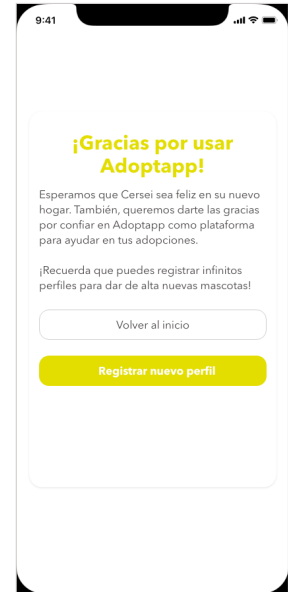 9:41
¡Gracias por usar
Adoptapp!
Esperamos que Cersei sea feliz en su nuevo
hogar. También, queremos darte las gracias
por confiar en Adoptapp como plataforma
para ayudar en tus adopciones.
¡Recuerda que puedes registrar infinitos
perfiles para dar de alta nuevas mascotas!
Volver al inicio
Registrar nuevo perfil